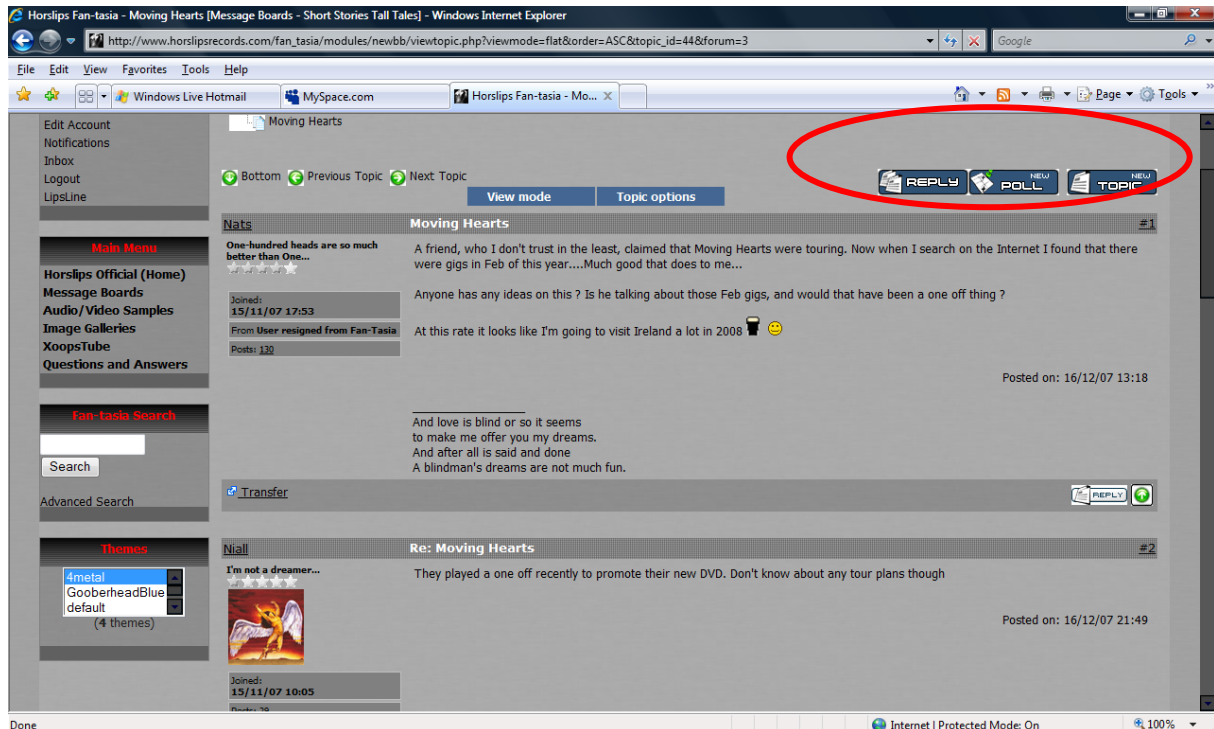 Horslips Fan-tasia - Moving Hearts [Message Boards - Short Stories Tall Tales] - Windows Internet Explorer
http://www.horslipsrecords.com/fan_tasia/modules/newbb/viewtopic.php?viewmode=flat&order=ASC&topic_id=44&forum=3
Google
File Edit View Favorites Tools Help
Windows Live Hotmail
MySpace.com
Horslips Fan-tasia - Mo...
Page
Tools
Edit Account
Notifications
Inbox
Logout
LipsLine
Main Menu
Horslips Official (Home)
Message Boards
Audio/Video Samples
Image Galleries
XoopsTube
Questions and Answers
Fan-tasia Search
Search
Advanced Search
Themes
4metal
GooberheadBlue
default
(4 themes)
Moving Hearts
Bottom Previous Topic Next Topic
REPLY
NEW
POLL
NEW
TOPIC
View mode
Topic options
Nats
Moving Hearts
#1
One-hundred heads are so much
better than One...
Joined:
15/11/07 17:53
From User resigned from Fan-Tasia
Posts: 130
A friend, who I don't trust in the least, claimed that Moving Hearts were touring. Now when I search on the Internet I found that there
were gigs in Feb of this year....Much good that does to me...
Anyone has any ideas on this ? Is he talking about those Feb gigs, and would that have been a one off thing ?
At this rate it looks like I'm going to visit Ireland a lot in 2008
Posted on: 16/12/07 13:18
And love is blind or so it seems
to make me offer you my dreams.
And after all is said and done
A blindman's dreams are not much fun.
Transfer
REPLY
Niall
Re: Moving Hearts
#2
I'm not a dreamer...
Joined:
15/11/07 10:05
Posts: 29
They played a one off recently to promote their new DVD. Don't know about any tour plans though
Posted on: 16/12/07 21:49
Done
Internet | Protected Mode: On
100%